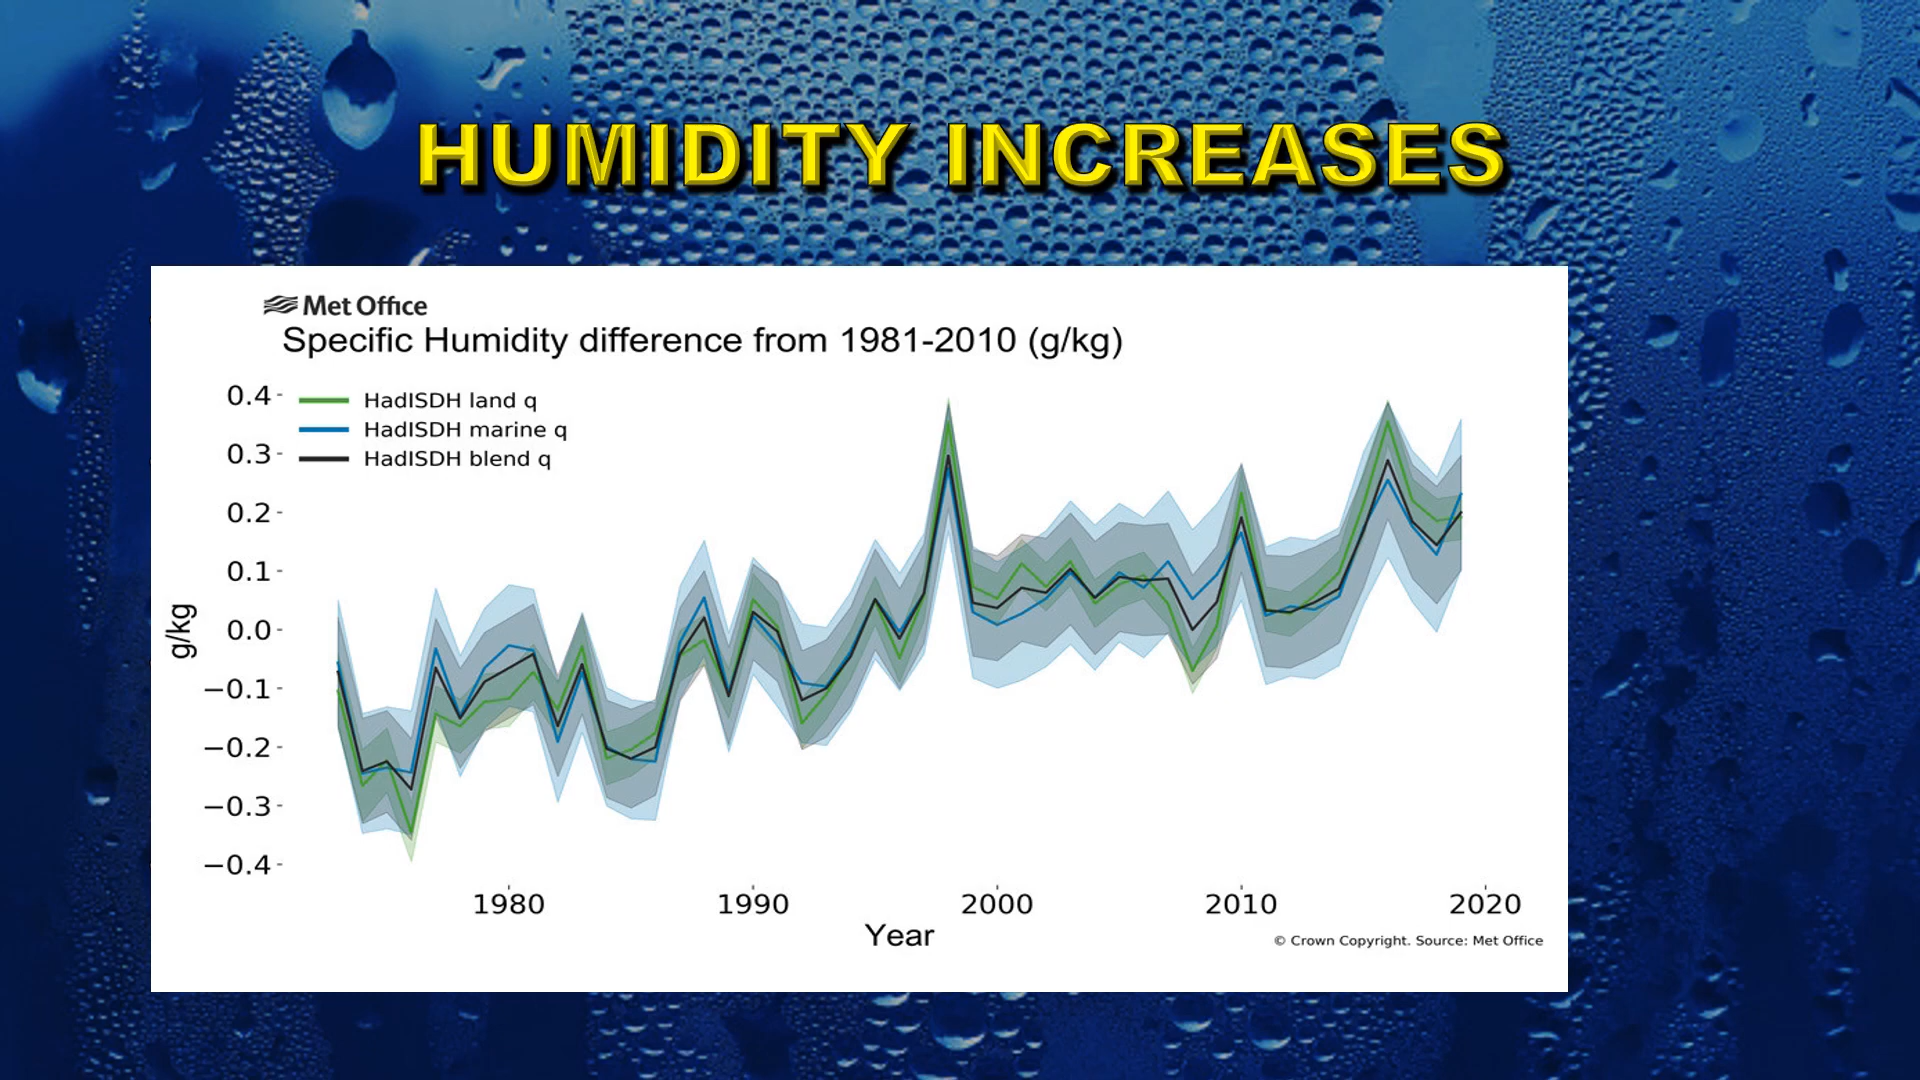 HUMIDITY INCREASES
Met Office
Specific Humidity difference from 1981-2010 (g/kg)
HadISDH land q
HadISDH marine q
HadISDH blend q
0.4
0.3
0.2
0.1
0.0
−0.1
−0.2
−0.3
−0.4
g/kg
1980 1990 2000 2010 2020
Year
© Crown Copyright. Source: Met Office